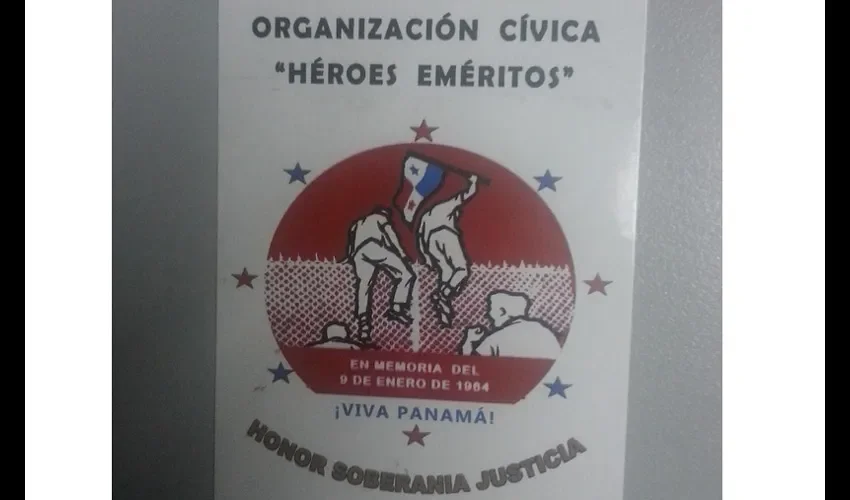 ORGANIZACIÓN CÍVICA
"HÉROES EMÉRITOS"
EN MEMORIA DEL
9 DE ENERO DE 1964
¡VIVA PANAMÁ!
HONOR SOBERANIA JUSTICIA